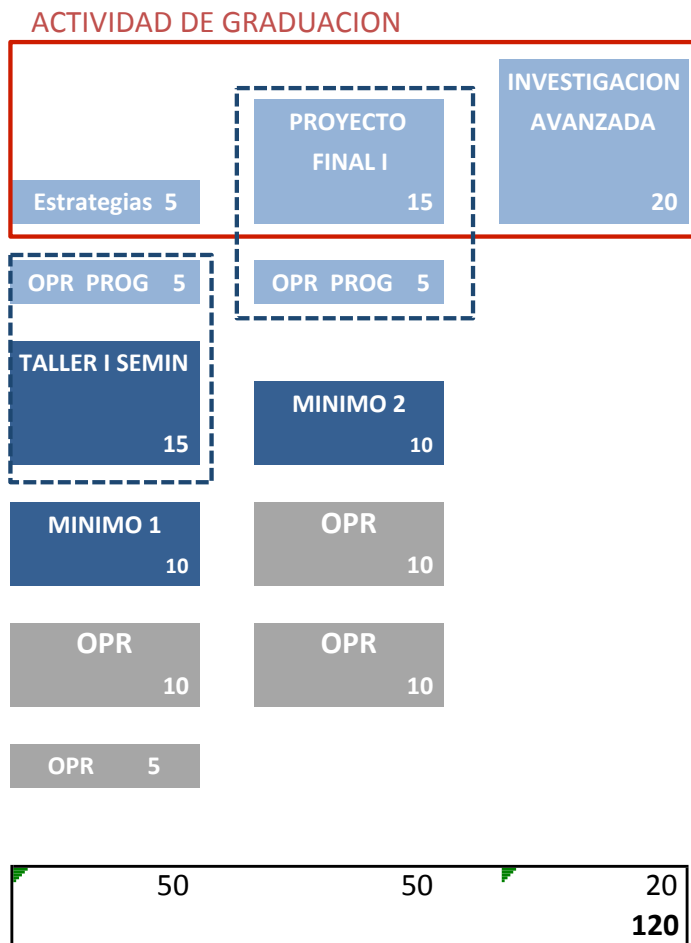 ACTIVIDAD DE GRADUACION
Estrategias 5
PROYECTO
FINAL I
15
INVESTIGACION
AVANZADA
20
OPR PROG 5
OPR PROG 5
TALLER I SEMIN
15
MINIMO 2
10
MINIMO 1
10
OPR
10
OPR
10
OPR
10
OPR 5
50 50 20
120